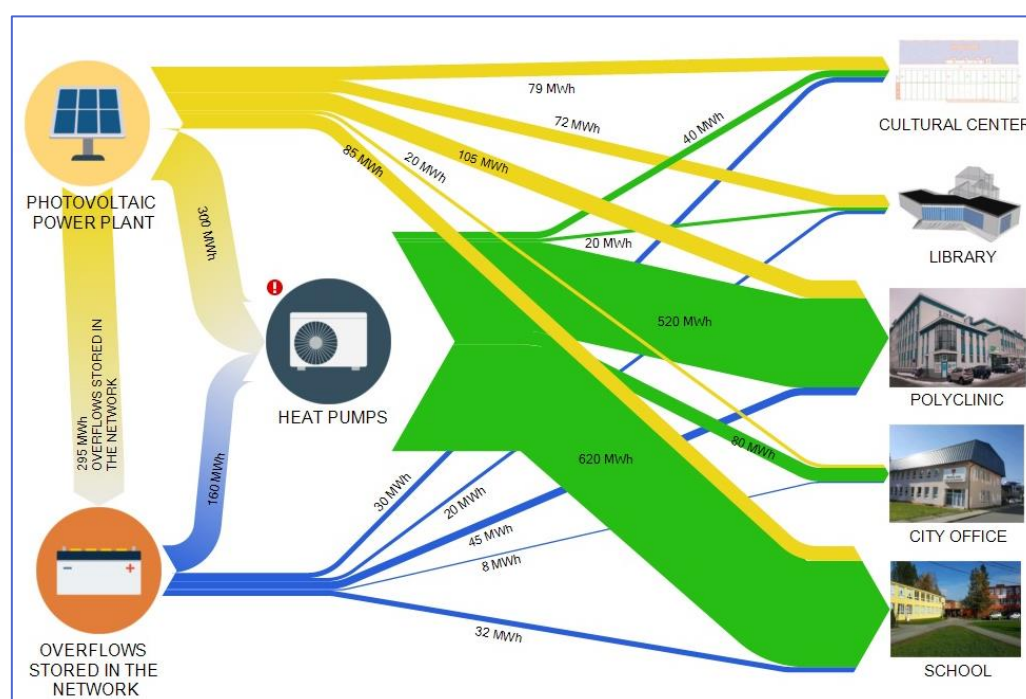 79 MWh
CULTURAL CENTER
72 MWh
40 MWh
20 MWh
105 MWh
85 MWh
PHOTOVOLTAIC
POWER PLANT
300 MWh
20 MWh
LIBRARY
520 MWh
HEAT PUMPS
POLYCLINIC
295 MWh
OVERFLOWS STORED IN
THE NETWORK
160 MWh
80 MWh
620 MWh
30 MWh
20 MWh
45 MWh
8 MWh
CITY OFFICE
32 MWh
OVERFLOWS
STORED IN THE
NETWORK
SCHOOL